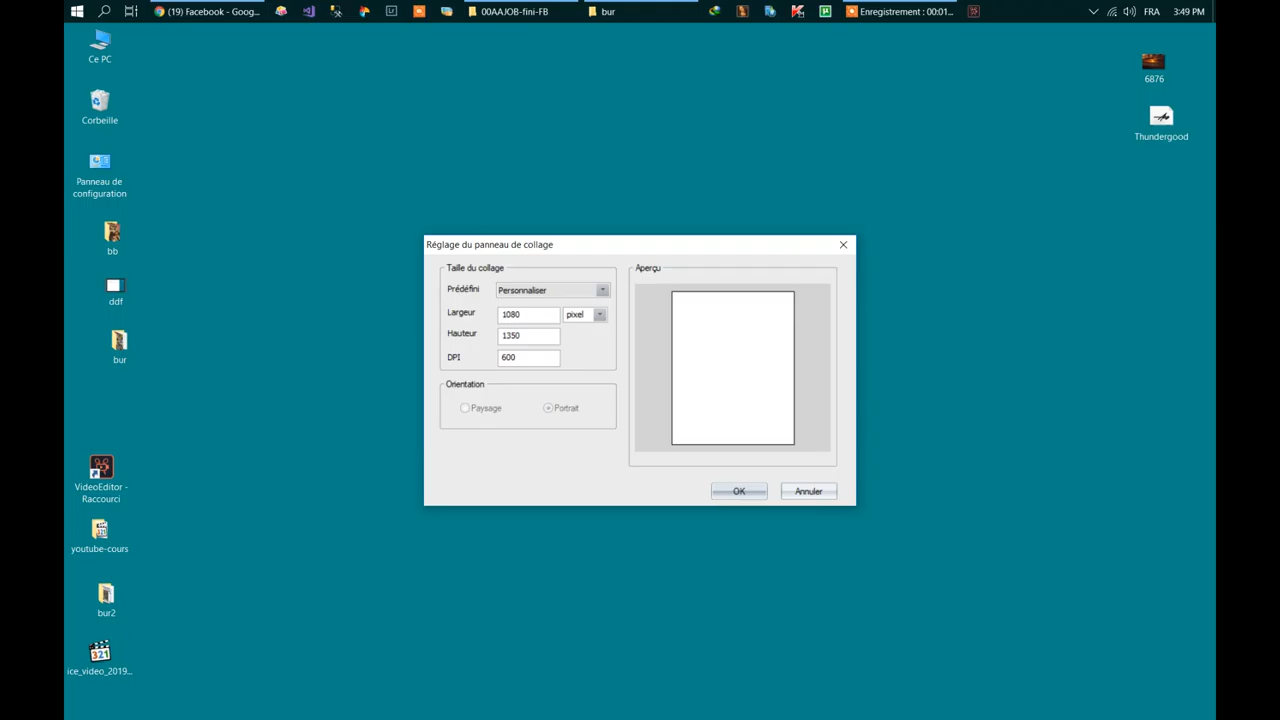 (19) Facebook - Goog...
00AAJOB-fini-FB
bur
Enregistrement : 00:01...
FRA
3:49 PM
Ce PC
Corbeille
Panneau de
configuration
bb
ddf
bur
VideoEditor -
Raccourci
youtube-cours
bur2
321
ice_video_2019...
6876
Thundergood
Réglage du panneau de collage
Taille du collage
Prédéfini
Personnaliser
Largeur
1080
pixel
Hauteur
1350
DPI
600
Orientation
Paysage
Portrait
Aperçu
OK
Annuler